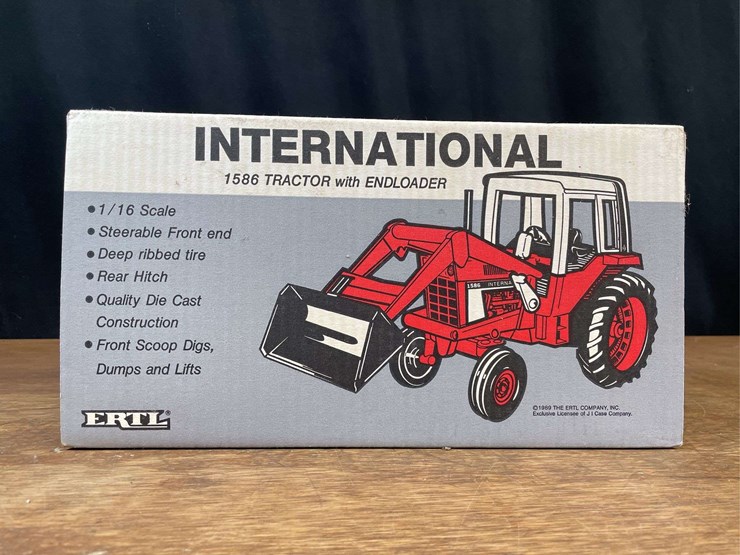 INTERNATIONAL
1586 TRACTOR with ENDLOADER
● 1/16 Scale
● Steerable Front end
● Deep ribbed tire
● Rear Hitch
● Quality Die Cast
Construction
● Front Scoop Digs,
Dumps and Lifts
1586 INTERNA
ERTL®
©1989 THE ERTL COMPANY, INC.
Exclusive Licensee of J I Case Company.